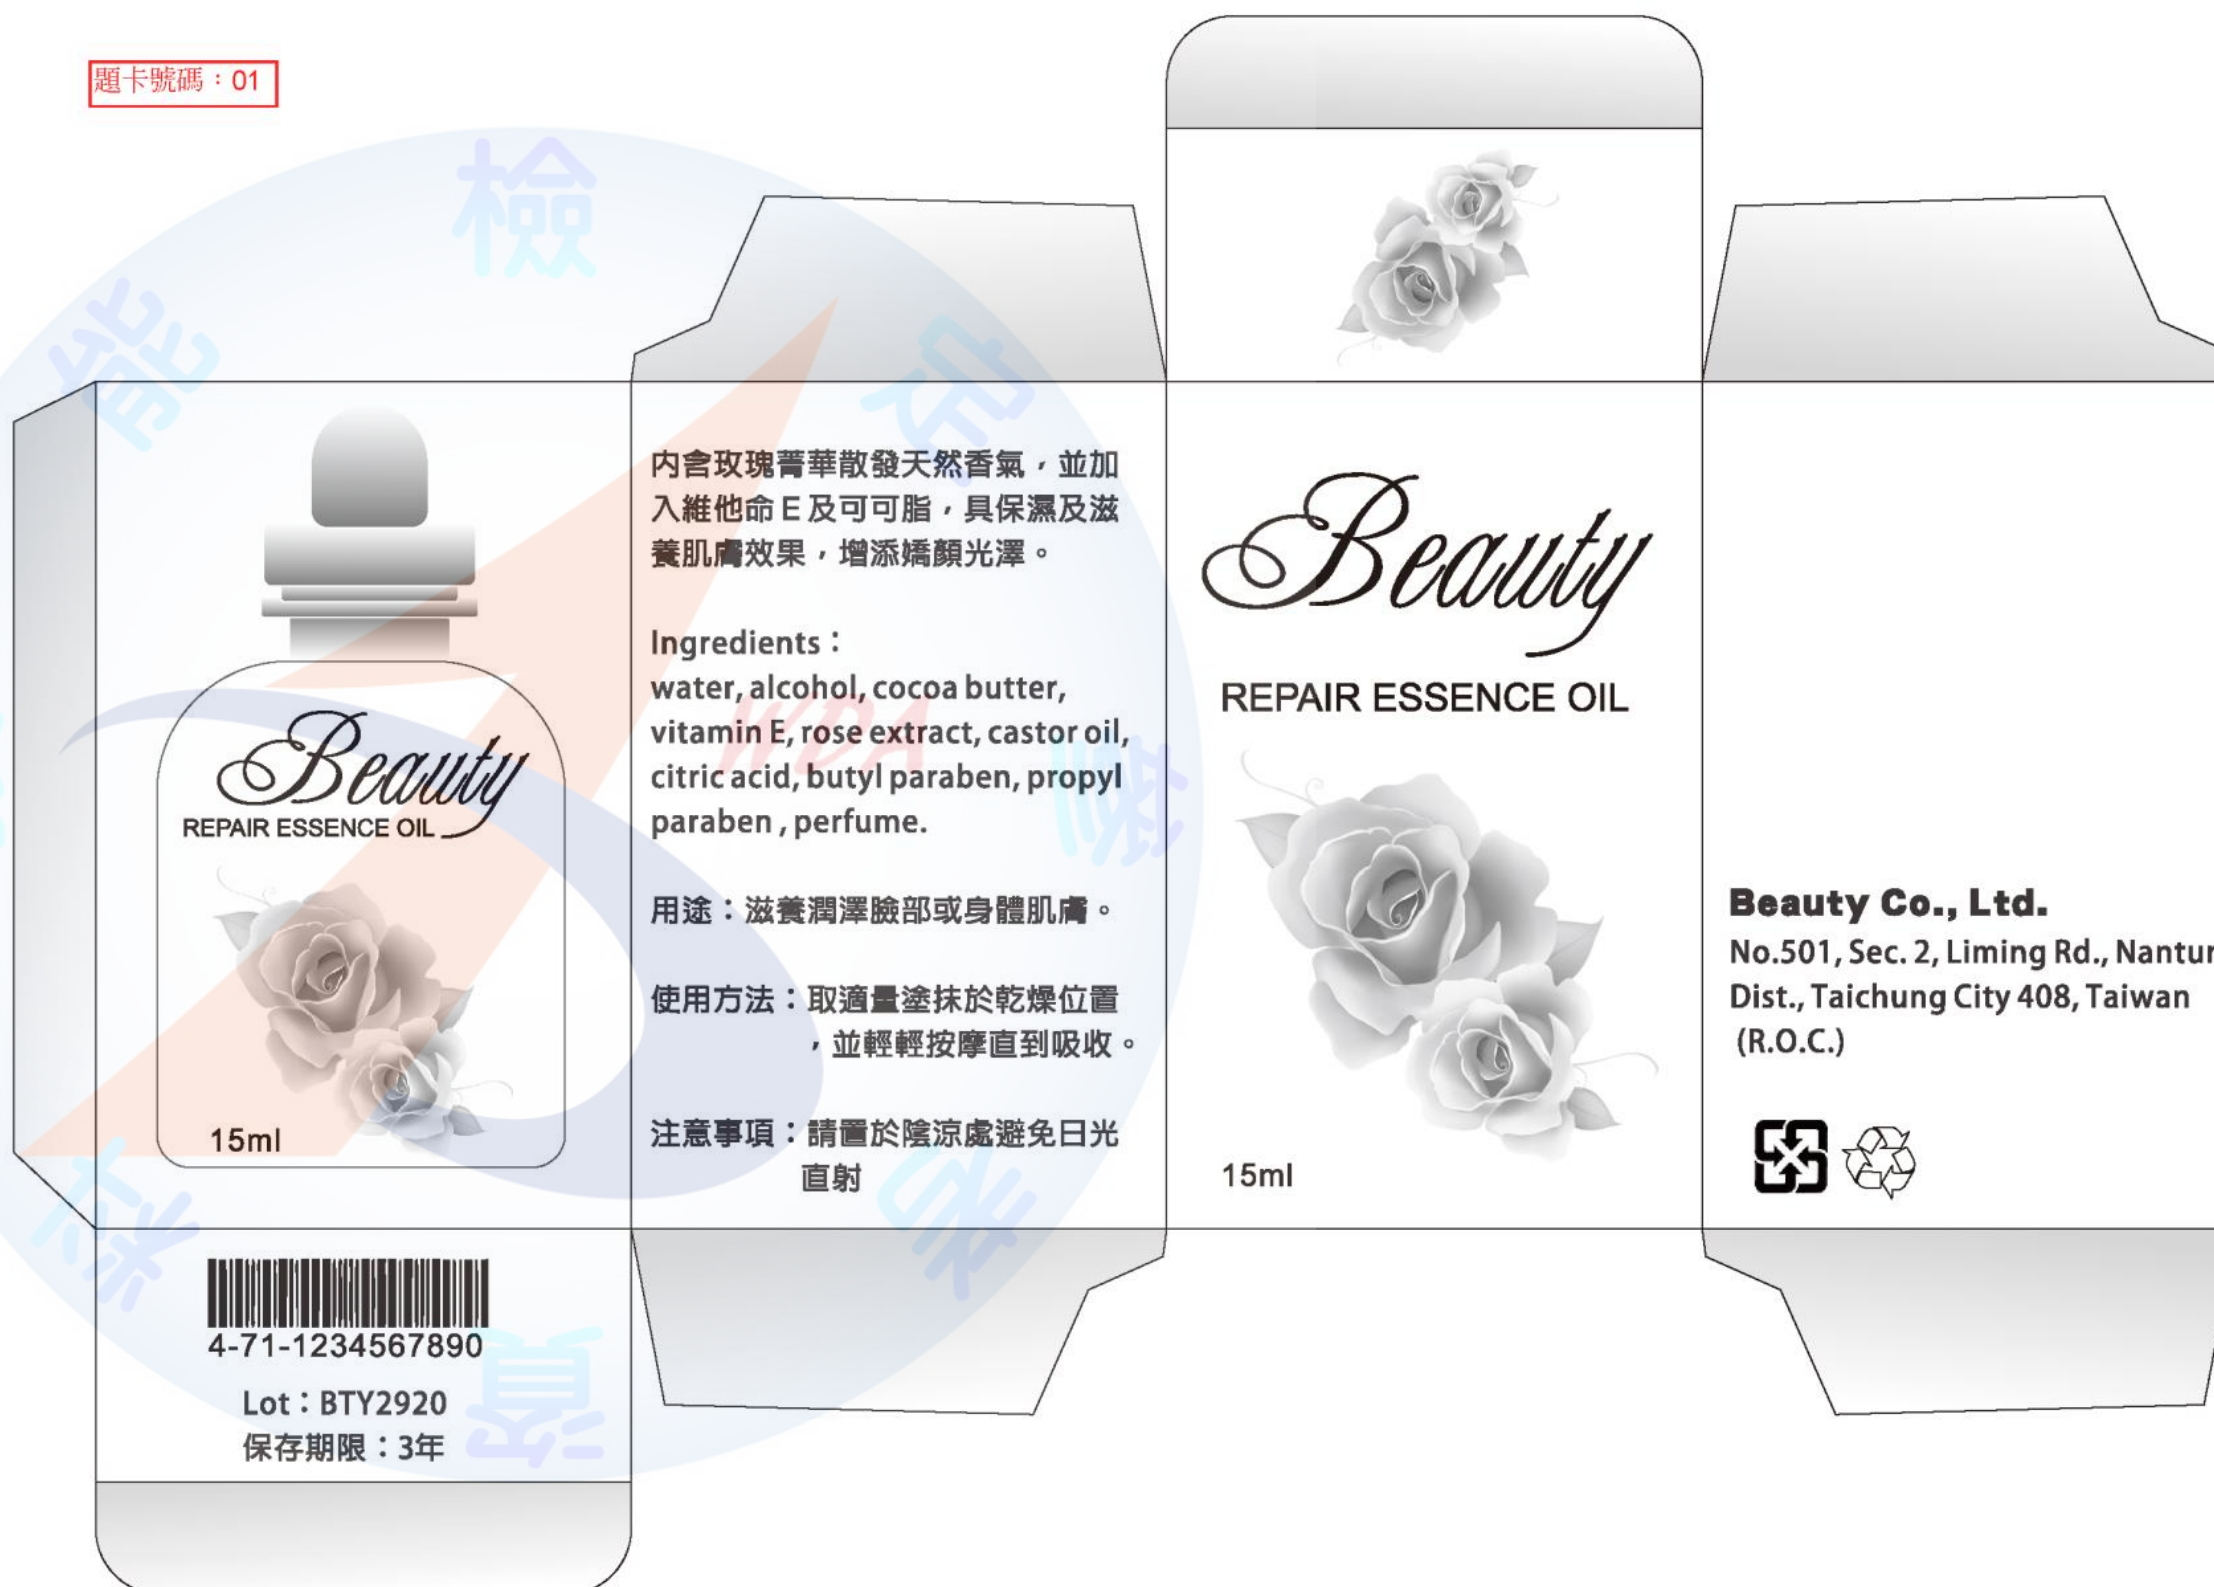 題卡號碼：01
Beauty
REPAIR ESSENCE OIL
15ml
4-71-1234567890
Lot：BTY2920
保存期限：3年
內含玫瑰菁華散發天然香氣，並加
入維他命E及可可脂，具保濕及滋
養肌膚效果，增添嬌顏光澤。
Ingredients：
water, alcohol, cocoa butter,
vitamin E, rose extract, castor oil,
citric acid, butyl paraben, propyl
paraben , perfume.
用途：滋養潤澤臉部或身體肌膚。
使用方法：取適量塗抹於乾燥位置
，並輕輕按摩直到吸收。
注意事項：請置於陰涼處避免日光
直射
Beauty
REPAIR ESSENCE OIL
15ml
Beauty Co., Ltd.
No.501, Sec. 2, Liming Rd., Nantun
Dist., Taichung City 408, Taiwan
(R.O.C.)
WDA
能
檢
定